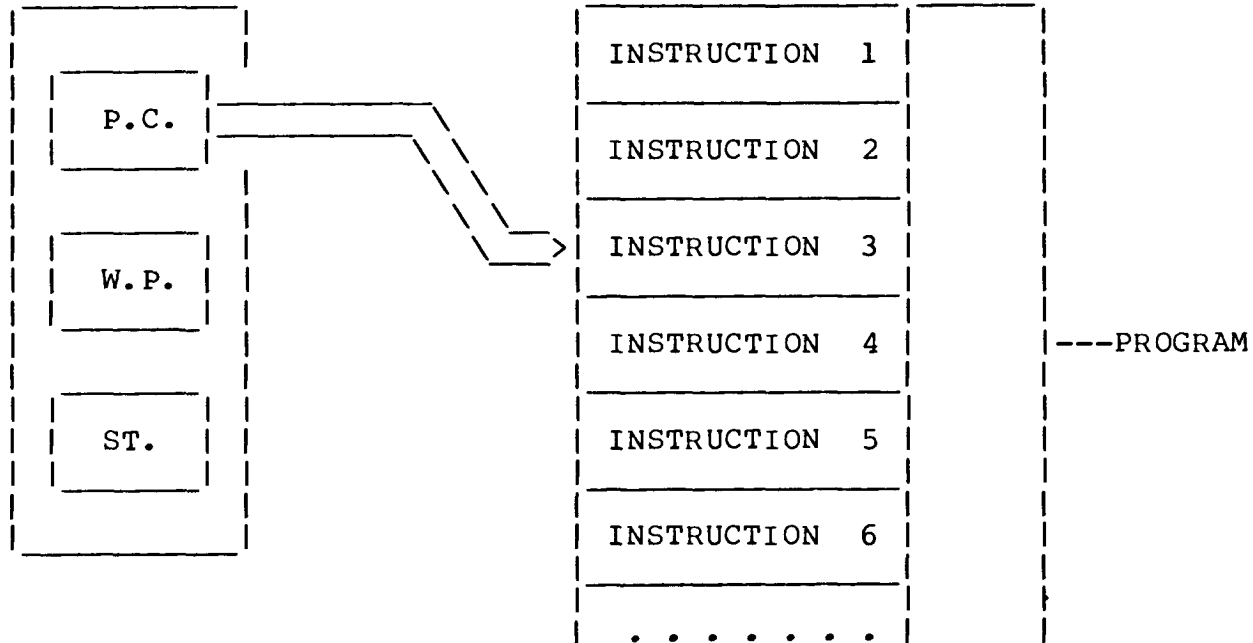 P.C.
W.P.
ST.
INSTRUCTION 1
INSTRUCTION 2
INSTRUCTION 3
INSTRUCTION 4
INSTRUCTION 5
INSTRUCTION 6
. . . . . . .
---PROGRAM